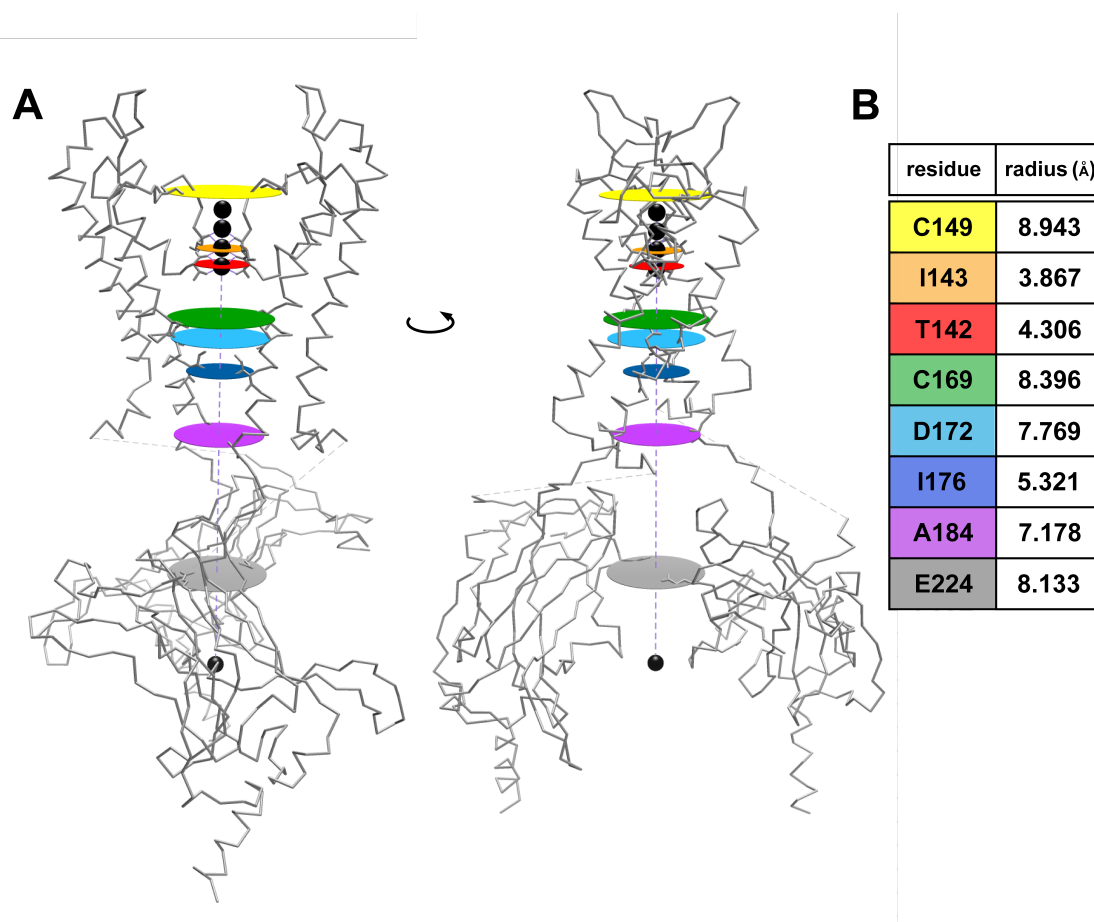 A
B
residue radius (Å)
C149 8.943
I143 3.867
T142 4.306
C169 8.396
D172 7.769
I176 5.321
A184 7.178
E224 8.133